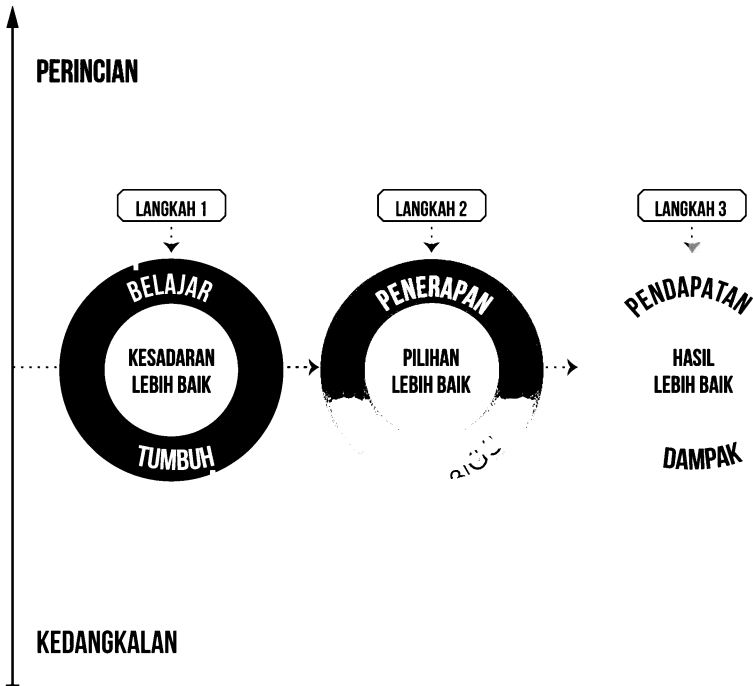 PERINCIAN
LANGKAH 1
LANGKAH 2
LANGKAH 3
BELAJAR
KESADARAN
LEBIH BAIK
TUMBUH
PENERAPAN
PILIHAN
LEBIH BAIK
PENDAPATAN
HASIL
LEBIH BAIK
DAMPAK
KEDANGKALAN